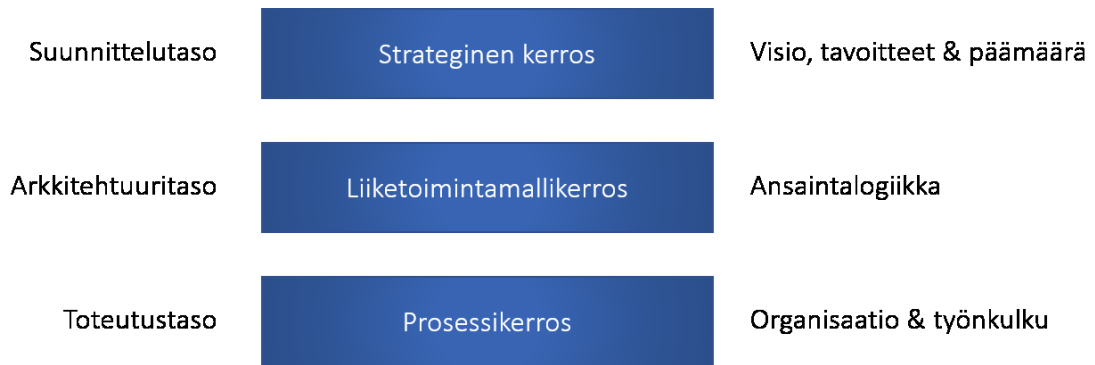 Suunnittelutaso Strateginen kerros Visio, tavoitteet & päämäärä
Arkkitehtuuritaso Liiketoimintamallikerros Ansaintalogiikka
Toteutustaso Prosessikerros Organisaatio & työnkulku